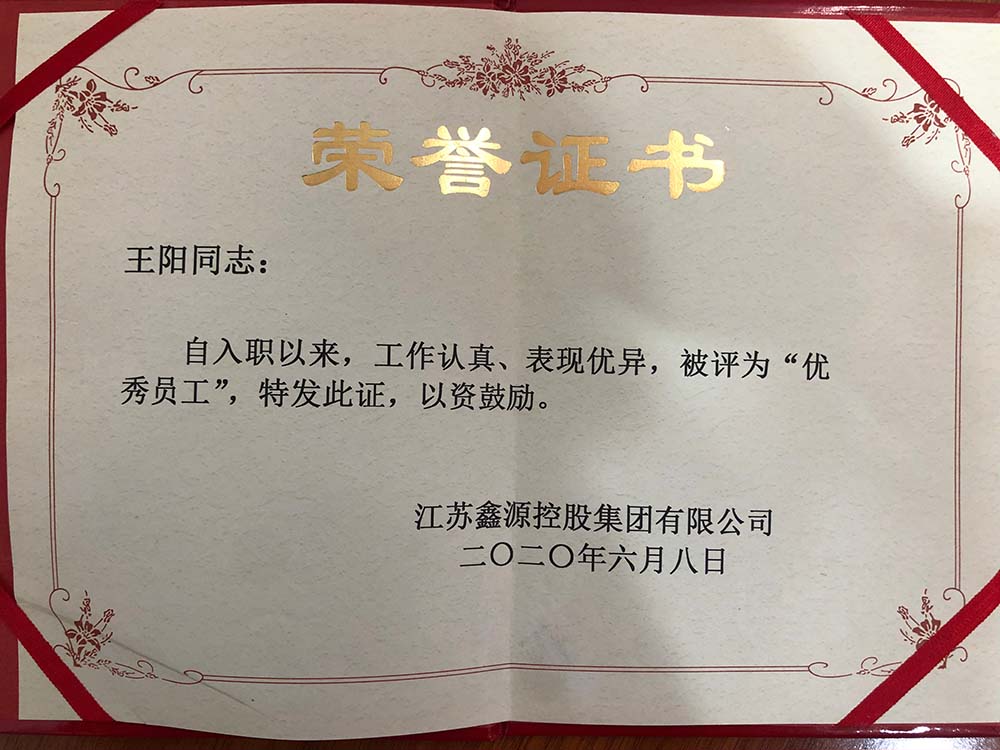 荣誉证书
王阳同志：
自入职以来，工作认真、表现优异，被评为“优
秀员工”，特发此证，以资鼓励。
江苏鑫源控股集团有限公司
二〇二〇年六月八日